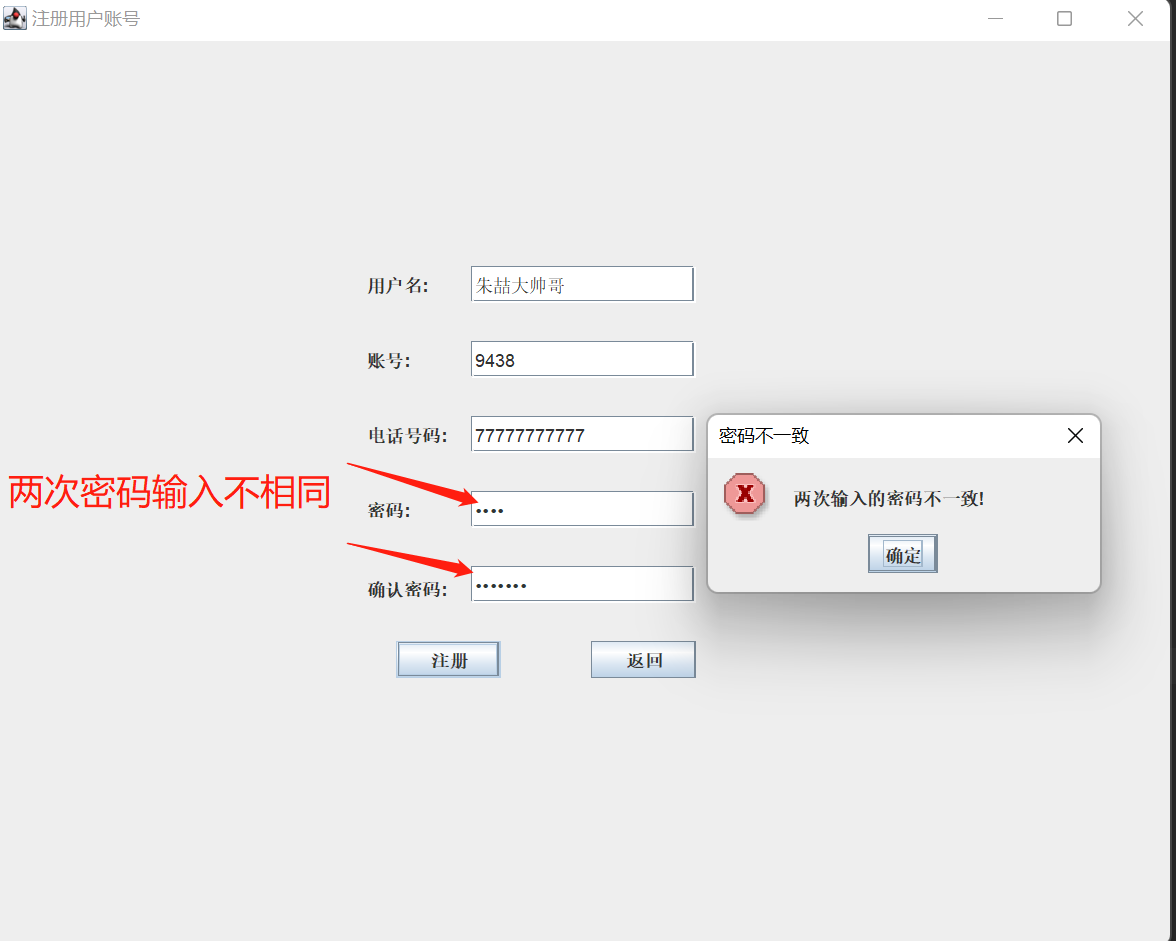 注册用户账号
用户名:
朱喆大帅哥
账号:
9438
电话号码:
77777777777
两次密码输入不相同
密码:
••••
确认密码:
•••••••
注册
返回
密码不一致
X
两次输入的密码不一致!
确定